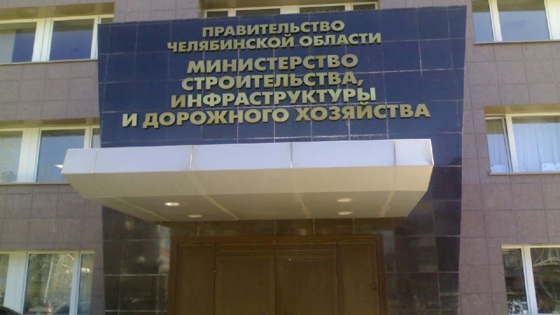 ПРАВИТЕЛЬСТВО
ЧЕЛЯБИНСКОЙ ОБЛАСТИ
МИНИСТЕРСТВО
СТРОИТЕЛЬСТВА,
ИНФРАСТРУКТУРЫ
И ДОРОЖНОГО ХОЗЯЙСТВА